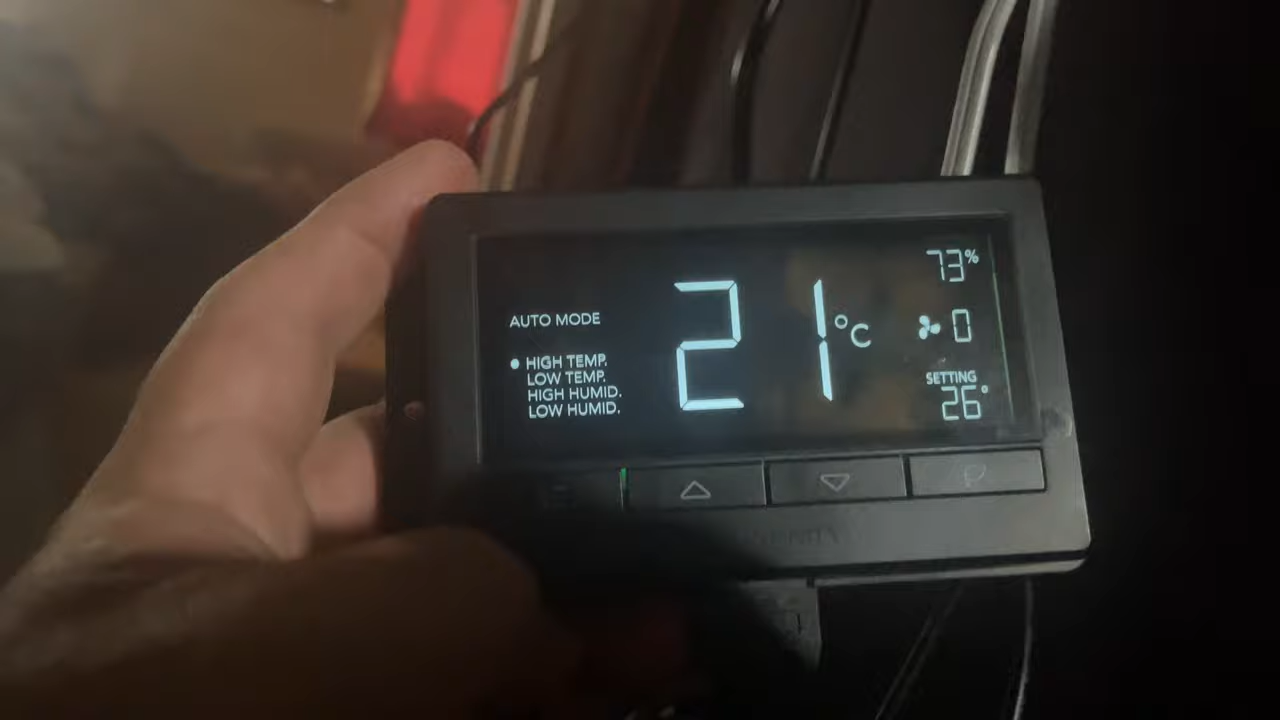 73%
AUTO MODE
21°C
0
HIGH TEMP.
LOW TEMP.
HIGH HUMID.
LOW HUMID.
SETTING
26°